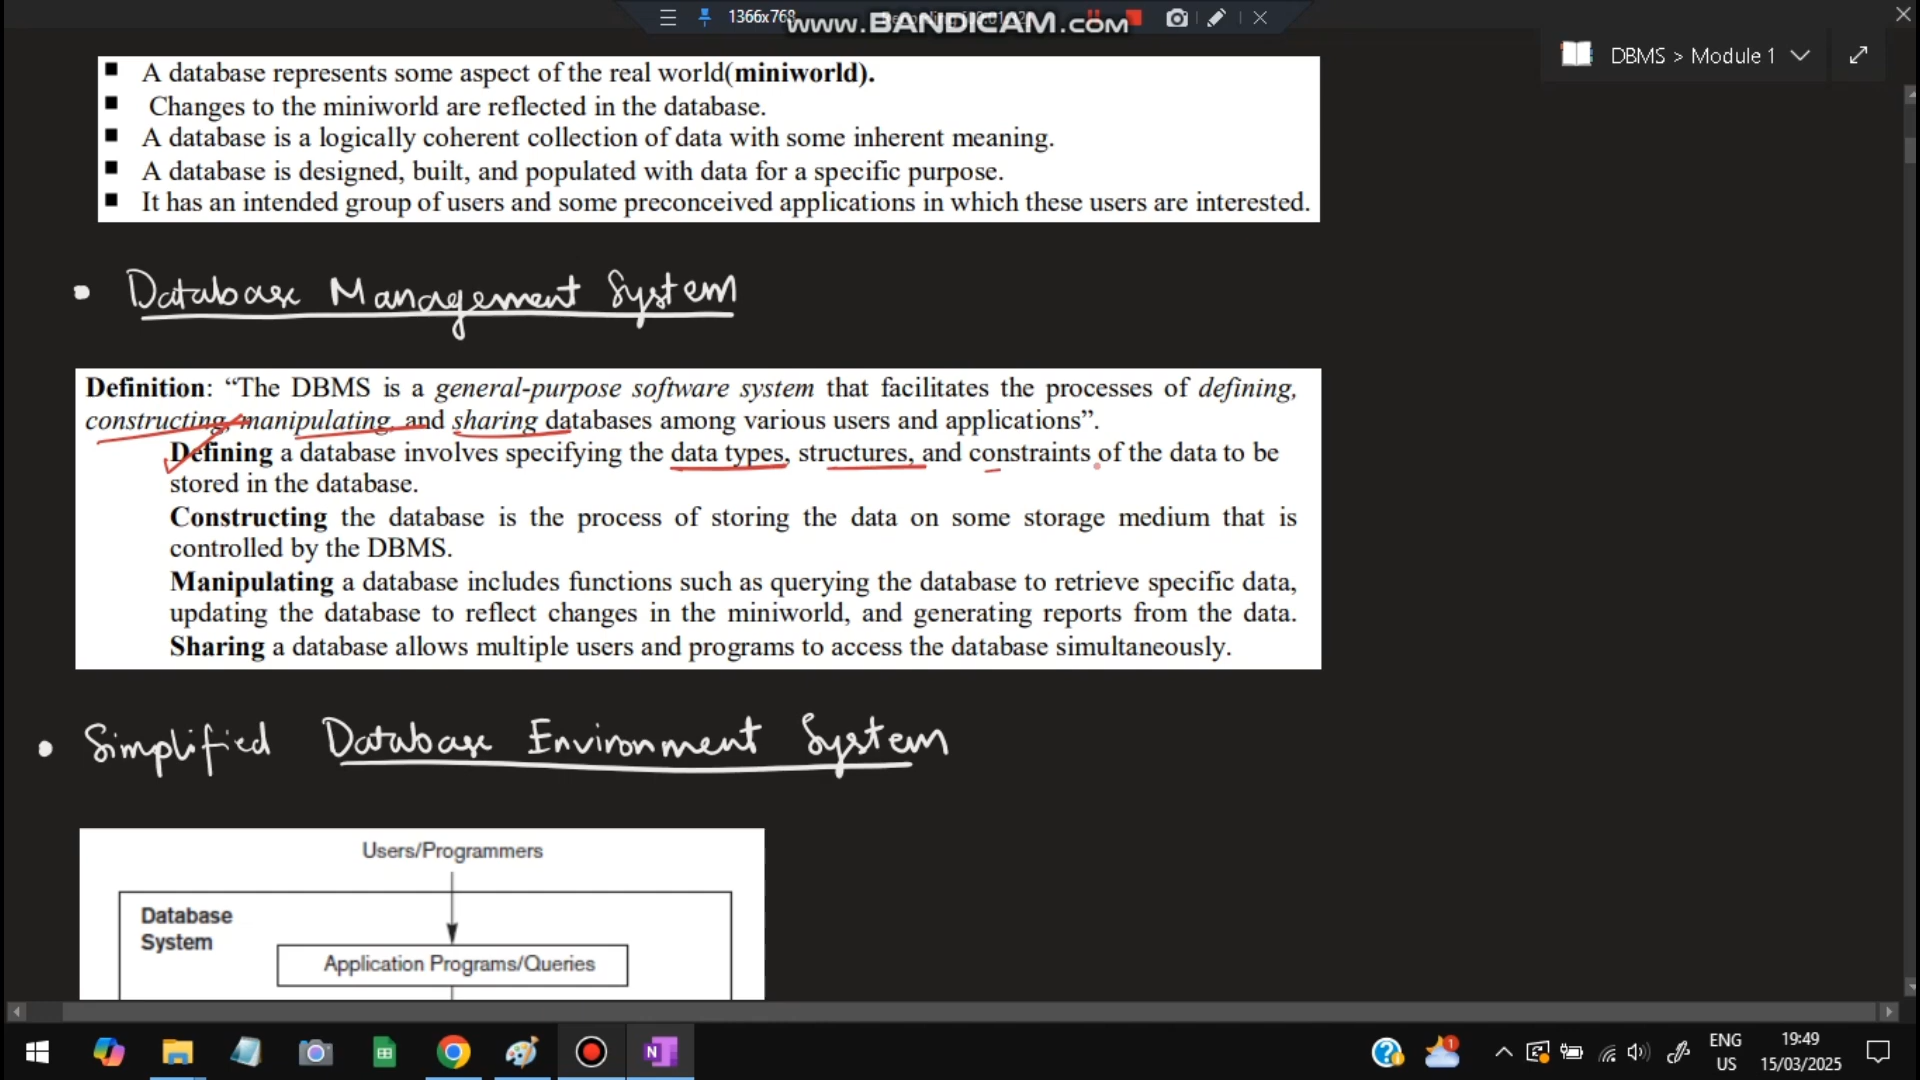 1366x768
www.BANDICAM.com
DBMS > Module 1
A database represents some aspect of the real world(miniworld).
Changes to the miniworld are reflected in the database.
A database is a logically coherent collection of data with some inherent meaning.
A database is designed, built, and populated with data for a specific purpose.
It has an intended group of users and some preconceived applications in which these users are interested.
Database Management System
Definition: “The DBMS is a general-purpose software system that facilitates the processes of defining,
constructing, manipulating, and sharing databases among various users and applications”.
Defining a database involves specifying the data types, structures, and constraints of the data to be
stored in the database.
Constructing the database is the process of storing the data on some storage medium that is
controlled by the DBMS.
Manipulating a database includes functions such as querying the database to retrieve specific data,
updating the database to reflect changes in the miniworld, and generating reports from the data.
Sharing a database allows multiple users and programs to access the database simultaneously.
Simplified Database Environment System
Users/Programmers
Database
System
Application Programs/Queries
N
1
ENG
US
19:49
15/03/2025